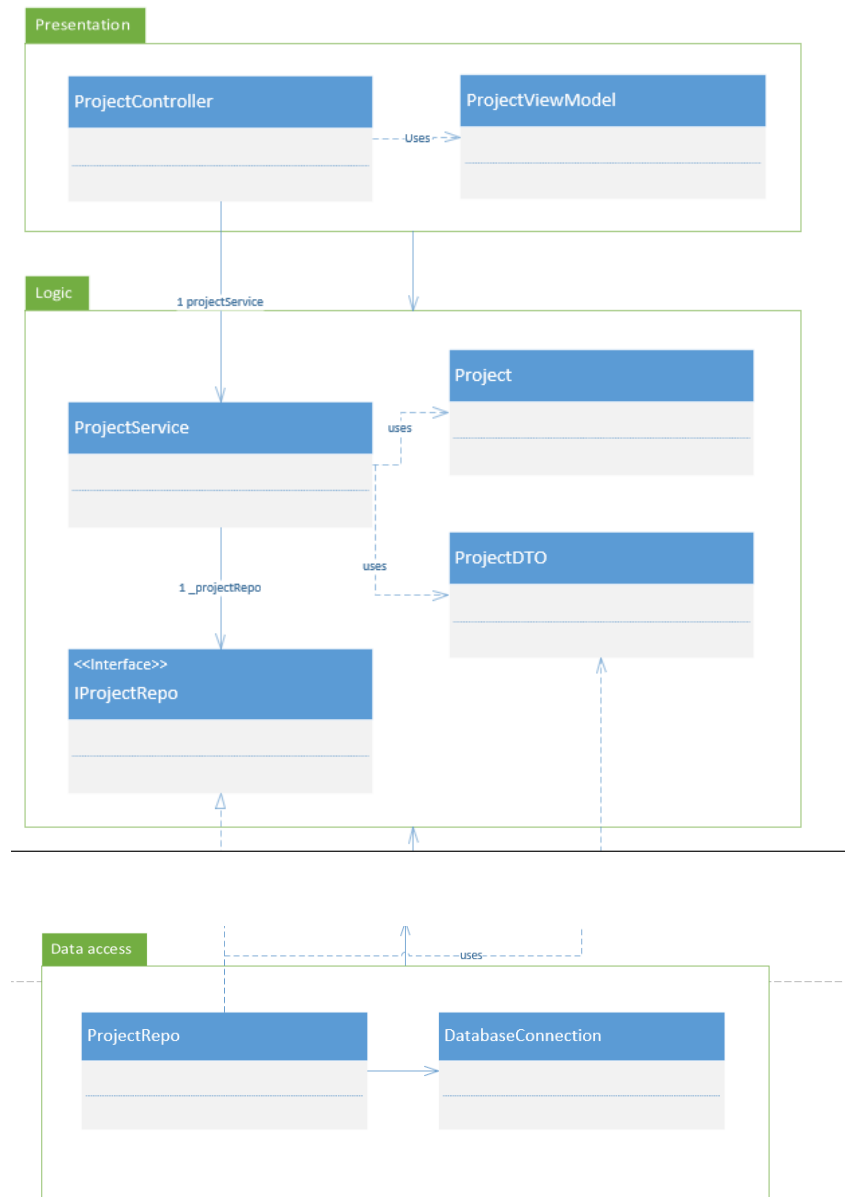 Presentation
ProjectController
ProjectViewModel
Uses
1 projectService
Logic
Project
ProjectService
uses
ProjectDTO
uses
1 _projectRepo
<<Interface>>
IProjectRepo
Data access
uses
ProjectRepo
DatabaseConnection